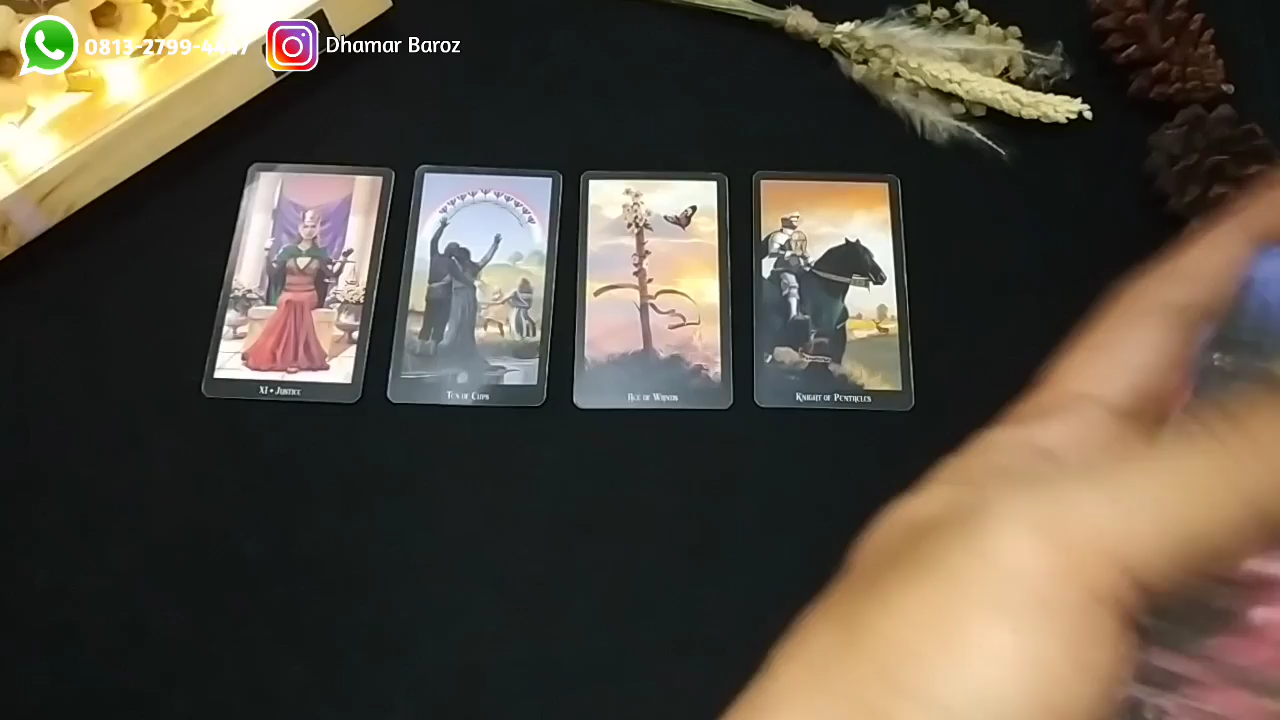 Dhamar Baroz
XI • JUSTICE
TEN OF CUPS
ACE OF WANDS
KNIGHT OF PENTACLES